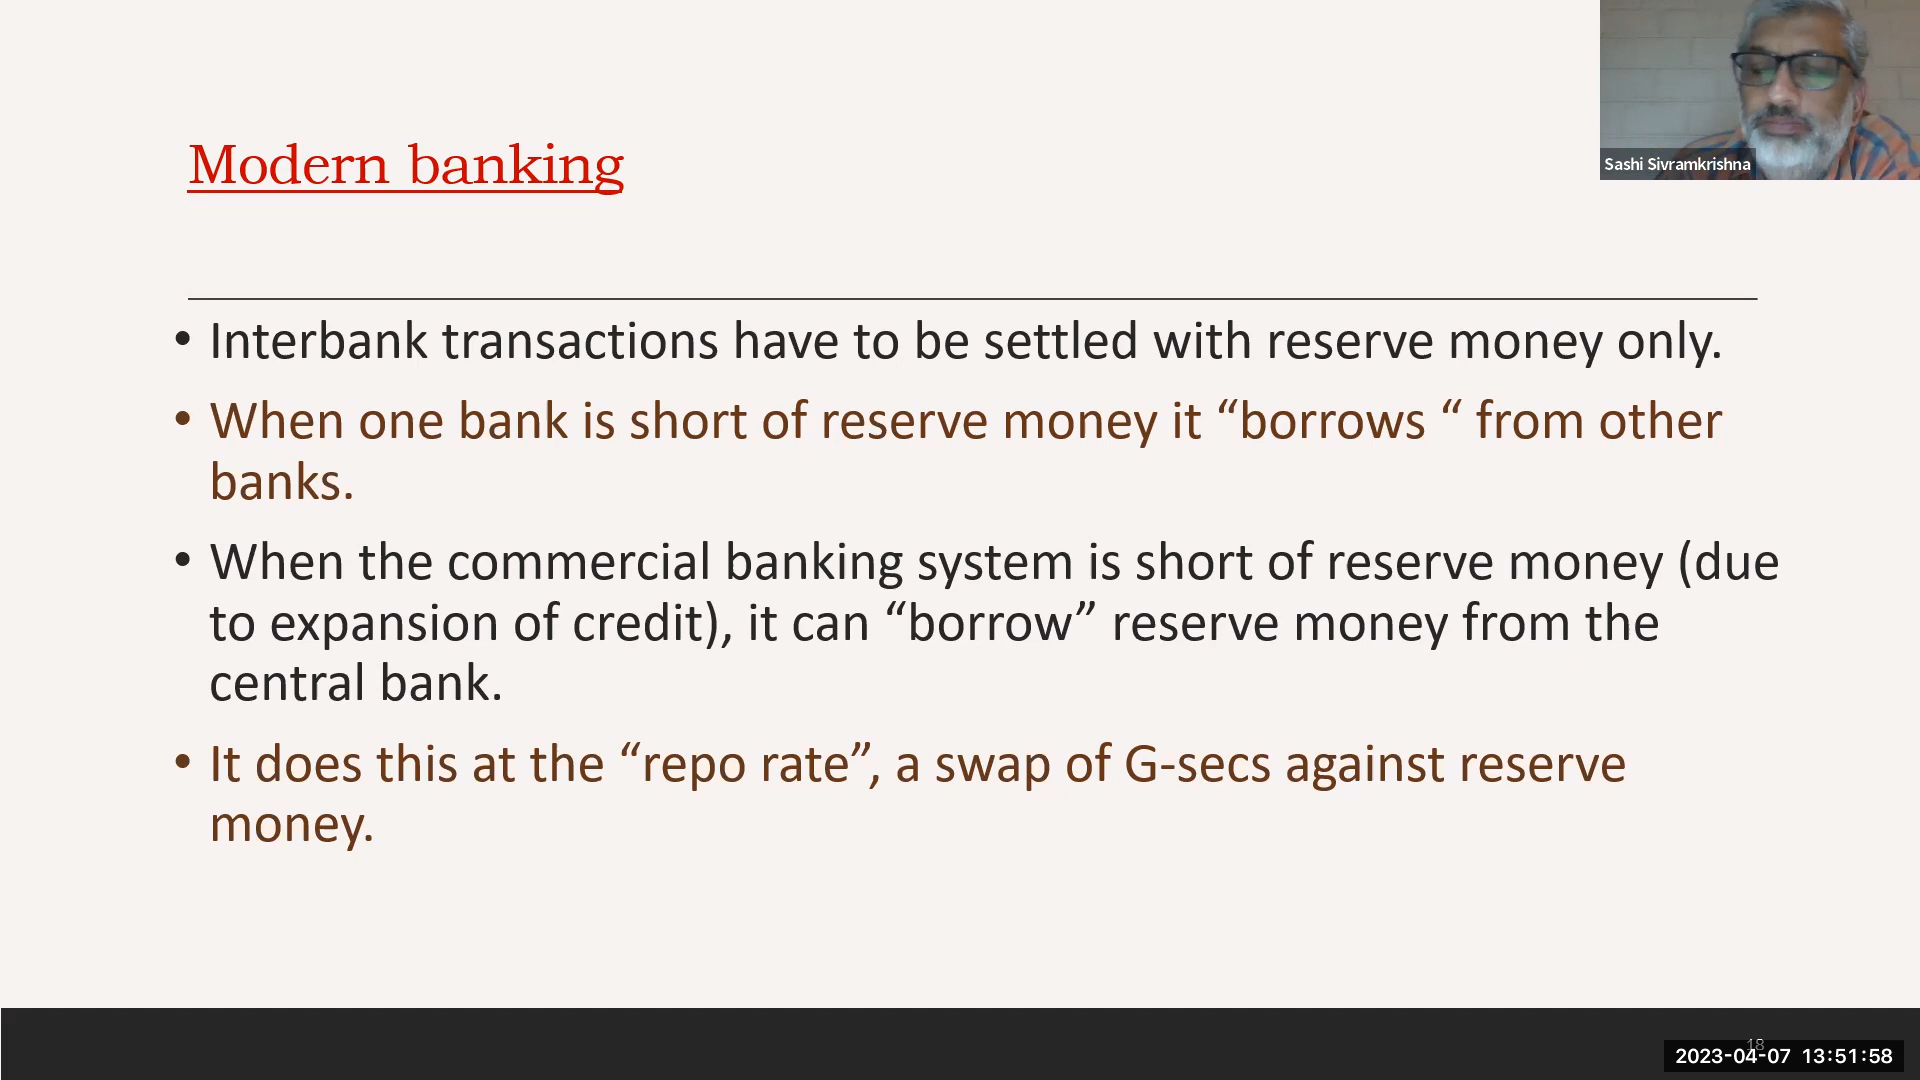 Modern banking
Sashi Sivramkrishna
• Interbank transactions have to be settled with reserve money only.
• When one bank is short of reserve money it “borrows “ from other
banks.
• When the commercial banking system is short of reserve money (due
to expansion of credit), it can “borrow” reserve money from the
central bank.
• It does this at the “repo rate”, a swap of G-secs against reserve
money.
18
2023-04-07 13:51:58